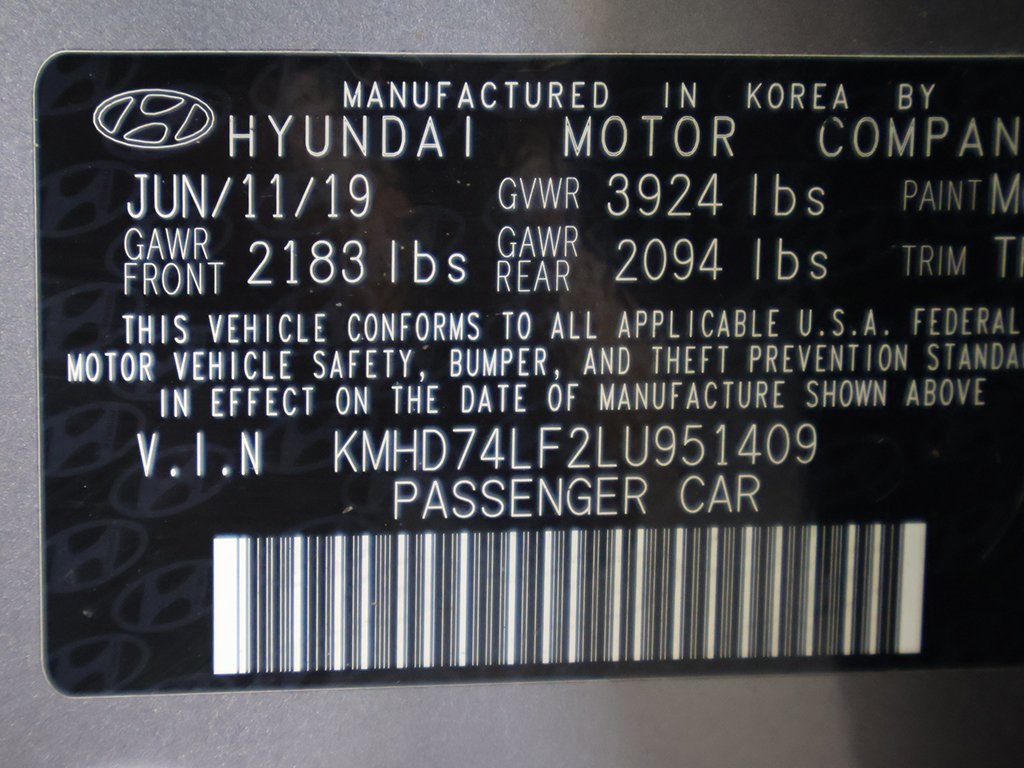 MANUFACTURED IN KOREA BY
HYUNDAI MOTOR COMPAN
JUN/11/19 GVWR 3924 lbs PAINT M
GAWR FRONT 2183 lbs GAWR REAR 2094 lbs TRIM
THIS VEHICLE CONFORMS TO ALL APPLICABLE U.S.A. FEDERAL
MOTOR VEHICLE SAFETY, BUMPER, AND THEFT PREVENTION STANDA
IN EFFECT ON THE DATE OF MANUFACTURE SHOWN ABOVE
V.I.N KMHD74LF2LU951409
PASSENGER CAR